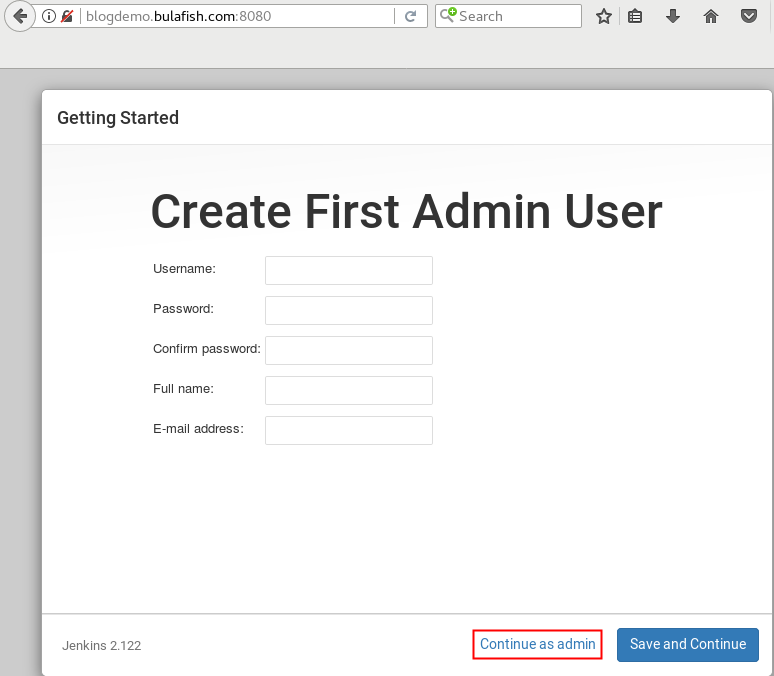 blogdemo.bulafish.com:8080
Search
Getting Started
Create First Admin User
Username:
Password:
Confirm password:
Full name:
E-mail address:
Jenkins 2.122
Continue as admin
Save and Continue